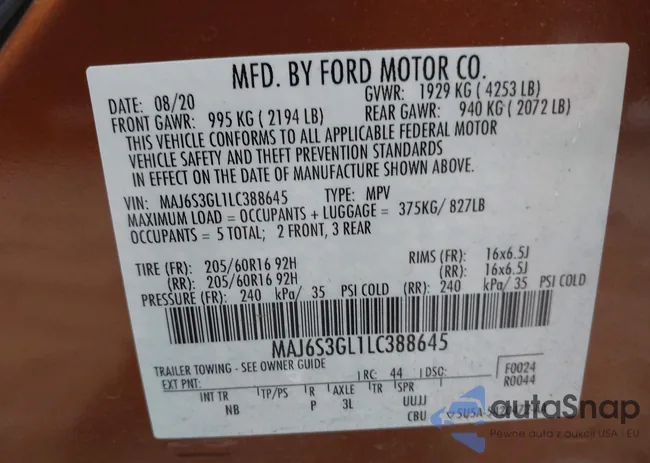 MFD. BY FORD MOTOR CO.
DATE: 08/20
GVWR: 1929 KG ( 4253 LB)
FRONT GAWR: 995 KG ( 2194 LB)
REAR GAWR: 940 KG ( 2072 LB)
THIS VEHICLE CONFORMS TO ALL APPLICABLE FEDERAL MOTOR
VEHICLE SAFETY AND THEFT PREVENTION STANDARDS
IN EFFECT ON THE DATE OF MANUFACTURE SHOWN ABOVE.
VIN: MAJ6S3GL1LC388645 TYPE: MPV
MAXIMUM LOAD = OCCUPANTS + LUGGAGE = 375KG/ 827LB
OCCUPANTS = 5 TOTAL; 2 FRONT, 3 REAR
TIRE (FR): 205/60R16 92H RIMS (FR): 16x6.5J
(RR): 205/60R16 92H (RR): 16x6.5J
PRESSURE (FR): 240 kPa/ 35 PSI COLD (RR): 240 kPa/ 35 PSI COLD
MAJ6S3GL1LC388645
TRAILER TOWING - SEE OWNER GUIDE
EXT PNT: RC: 44 DSO: F0024
R0044
INT TR TP/PS R AXLE TR SPR
NB P 3L UUJJ
CBU
autoSnap
Pewne auta z aukcji USA i EU